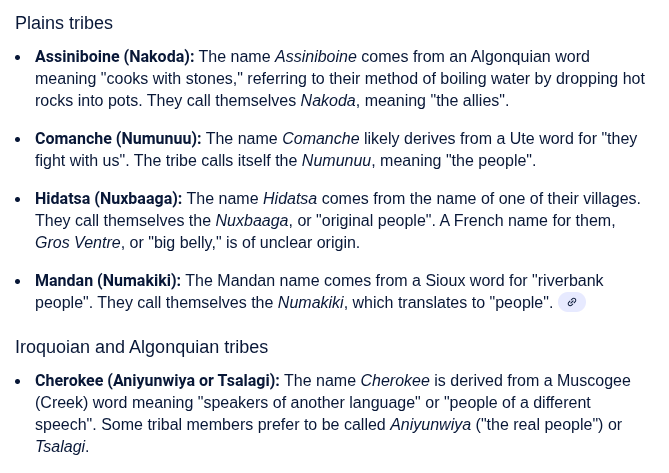 Plains tribes
• Assiniboine (Nakoda): The name Assiniboine comes from an Algonquian word
meaning "cooks with stones," referring to their method of boiling water by dropping hot
rocks into pots. They call themselves Nakoda, meaning "the allies".
• Comanche (Numunuu): The name Comanche likely derives from a Ute word for "they
fight with us". The tribe calls itself the Numunuu, meaning "the people".
• Hidatsa (Nuxbaaga): The name Hidatsa comes from the name of one of their villages.
They call themselves the Nuxbaaga, or "original people". A French name for them,
Gros Ventre, or "big belly," is of unclear origin.
• Mandan (Numakiki): The Mandan name comes from a Sioux word for "riverbank
people". They call themselves the Numakiki, which translates to "people".
Iroquoian and Algonquian tribes
• Cherokee (Aniyunwiya or Tsalagi): The name Cherokee is derived from a Muscogee
(Creek) word meaning "speakers of another language" or "people of a different
speech". Some tribal members prefer to be called Aniyunwiya ("the real people") or
Tsalagi.